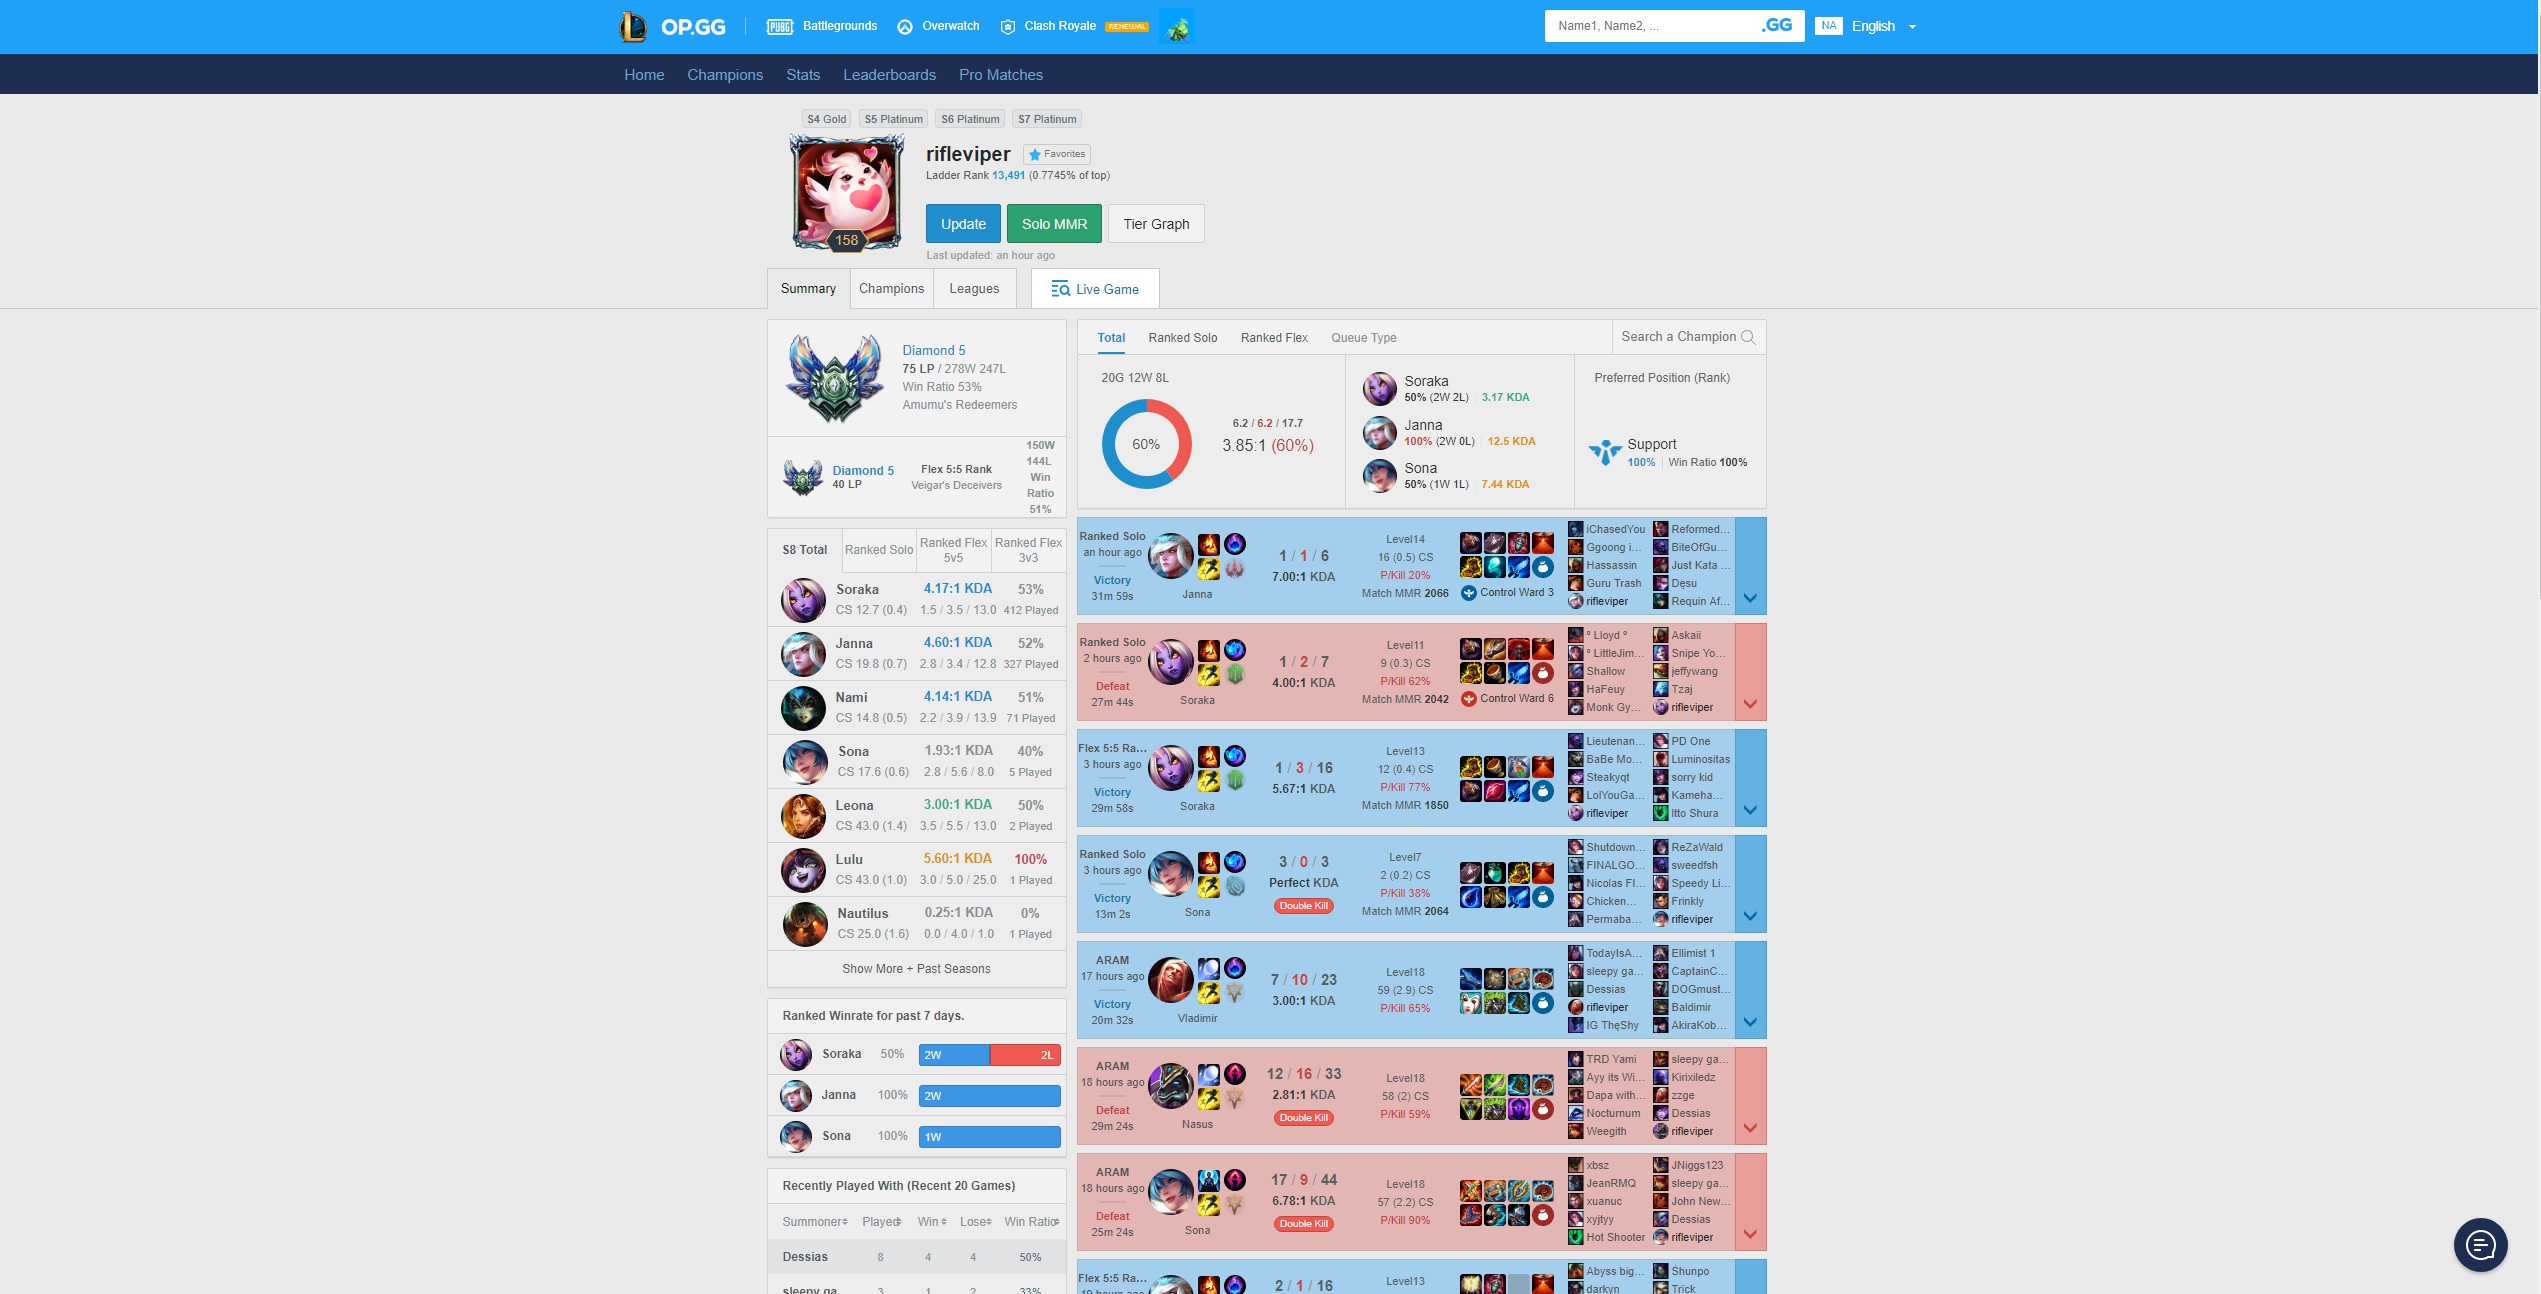 OP.GG
PUBG Battlegrounds Overwatch Clash Royale RENEWAL
Name1, Name2, ... .GG NA English
Home Champions Stats Leaderboards Pro Matches
S4 Gold S5 Platinum S6 Platinum S7 Platinum
158
rifleviper Favorites
Ladder Rank 13,491 (0.7745% of top)
Update Solo MMR Tier Graph
Last updated: an hour ago
Summary Champions Leagues Live Game
Diamond 5
75 LP / 278W 247L
Win Ratio 53%
Amumu's Redeemers
Diamond 5
40 LP
Flex 5:5 Rank
Veigar's Deceivers
150W
144L
Win
Ratio
51%
S8 Total Ranked Solo Ranked Flex 5v5 Ranked Flex 3v3
Soraka 4.17:1 KDA 53%
CS 12.7 (0.4) 1.5 / 3.5 / 13.0 412 Played
Janna 4.60:1 KDA 52%
CS 19.8 (0.7) 2.8 / 3.4 / 12.8 327 Played
Nami 4.14:1 KDA 51%
CS 14.8 (0.5) 2.2 / 3.9 / 13.9 71 Played
Sona 1.93:1 KDA 40%
CS 17.6 (0.6) 2.8 / 5.6 / 8.0 5 Played
Leona 3.00:1 KDA 50%
CS 43.0 (1.4) 3.5 / 5.5 / 13.0 2 Played
Lulu 5.60:1 KDA 100%
CS 43.0 (1.0) 3.0 / 5.0 / 25.0 1 Played
Nautilus 0.25:1 KDA 0%
CS 25.0 (1.6) 0.0 / 4.0 / 1.0 1 Played
Show More + Past Seasons
Ranked Winrate for past 7 days.
Soraka 50% 2W 2L
Janna 100% 2W
Sona 100% 1W
Recently Played With (Recent 20 Games)
Summoner Played Win Lose Win Ratio
Dessias 8 4 4 50%
sleepy ga 3 1 2 33%
Total Ranked Solo Ranked Flex Queue Type Search a Champion
20G 12W 8L
60%
6.2 / 6.2 / 17.7
3.85:1 (60%)
Soraka
50% (2W 2L) 3.17 KDA
Janna
100% (2W 0L) 12.5 KDA
Sona
50% (1W 1L) 7.44 KDA
Preferred Position (Rank)
Support
100% Win Ratio 100%
Ranked Solo
an hour ago
Victory
31m 59s
Janna
1 / 1 / 6
7.00:1 KDA
Level14
16 (0.5) CS
P/Kill 20%
Match MMR 2066
Control Ward 3
iChasedYou Reformed...
Ggoong i... BiteOfGu...
Hassassin Just Kata ...
Guru Trash Dęsu
rifleviper Requin Af...
Ranked Solo
2 hours ago
Defeat
27m 44s
Soraka
1 / 2 / 7
4.00:1 KDA
Level11
9 (0.3) CS
P/Kill 62%
Match MMR 2042
Control Ward 6
º Lloyd º Askaii
º LittleJim... Snipe Yo...
Shallow jeffywang
HaFeuy Tzaj
Monk Gy... rifleviper
Flex 5:5 Ra...
3 hours ago
Victory
29m 58s
Soraka
1 / 3 / 16
5.67:1 KDA
Level13
12 (0.4) CS
P/Kill 77%
Match MMR 1850
Lieutenan... PD One
BaBe Mo... Luminositas
Steakyqt sorry kid
LolYouGa... Kameha...
rifleviper Itto Shura
Ranked Solo
3 hours ago
Victory
13m 2s
Sona
3 / 0 / 3
Perfect KDA
Double Kill
Level7
2 (0.2) CS
P/Kill 38%
Match MMR 2064
Shutdown... ReZaWald
FINALGO... sweedfsh
Nicolas FI... Speedy Li...
Chicken... Frinkly
Permaba... rifleviper
ARAM
17 hours ago
Victory
20m 32s
Vladimir
7 / 10 / 23
3.00:1 KDA
Level18
59 (2.9) CS
P/Kill 65%
TodayIsA... Ellimist 1
sleepy ga... CaptainC...
Dessias DOGmust...
rifleviper Baldimir
IG ThęShy AkiraKob...
ARAM
18 hours ago
Defeat
29m 24s
Nasus
12 / 16 / 33
2.81:1 KDA
Double Kill
Level18
58 (2) CS
P/Kill 59%
TRD Yami sleepy ga...
Ayy its Wi... Kirixiledz
Dapa with... zzge
Nocturnum Dessias
Weegith rifleviper
ARAM
18 hours ago
Defeat
25m 24s
Sona
17 / 9 / 44
6.78:1 KDA
Double Kill
Level18
57 (2.2) CS
P/Kill 90%
xbsz JNiggs123
JeanRMQ sleepy ga...
xuanuc John New...
xyjtyy Dessias
Hot Shooter rifleviper
Flex 5:5 Ra...
19 hours ago
2 / 1 / 16
Level13
Abyss big... Shunpo
darkyn Trick